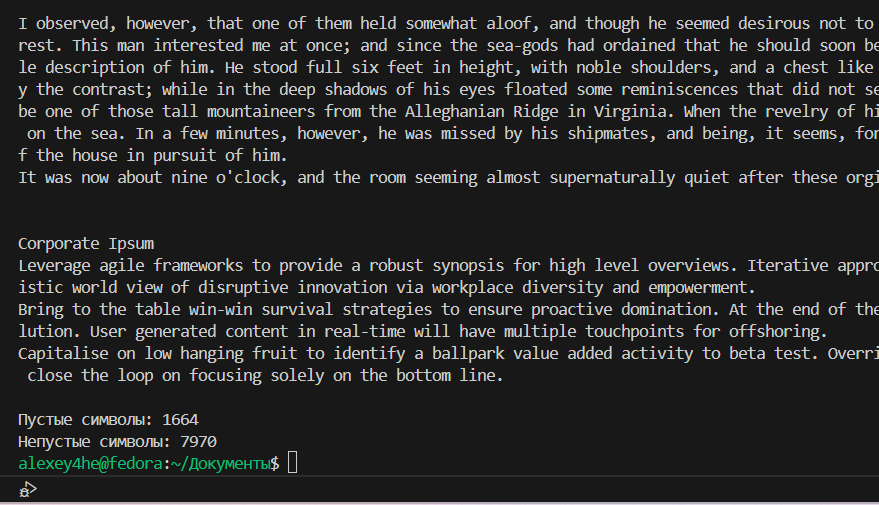 I observed, however, that one of them held somewhat aloof, and though he seemed desirous not to
rest. This man interested me at once; and since the sea-gods had ordained that he should soon be
le description of him. He stood full six feet in height, with noble shoulders, and a chest like
y the contrast; while in the deep shadows of his eyes floated some reminiscences that did not se
be one of those tall mountaineers from the Alleghanian Ridge in Virginia. When the revelry of hi
on the sea. In a few minutes, however, he was missed by his shipmates, and being, it seems, for
f the house in pursuit of him.
It was now about nine o'clock, and the room seeming almost supernaturally quiet after these orgi
Corporate Ipsum
Leverage agile frameworks to provide a robust synopsis for high level overviews. Iterative appro
istic world view of disruptive innovation via workplace diversity and empowerment.
Bring to the table win-win survival strategies to ensure proactive domination. At the end of the
lution. User generated content in real-time will have multiple touchpoints for offshoring.
Capitalise on low hanging fruit to identify a ballpark value added activity to beta test. Overri
close the loop on focusing solely on the bottom line.
Пустые символы: 1664
Непустые символы: 7970
alexey4he@fedora:~/Документы$